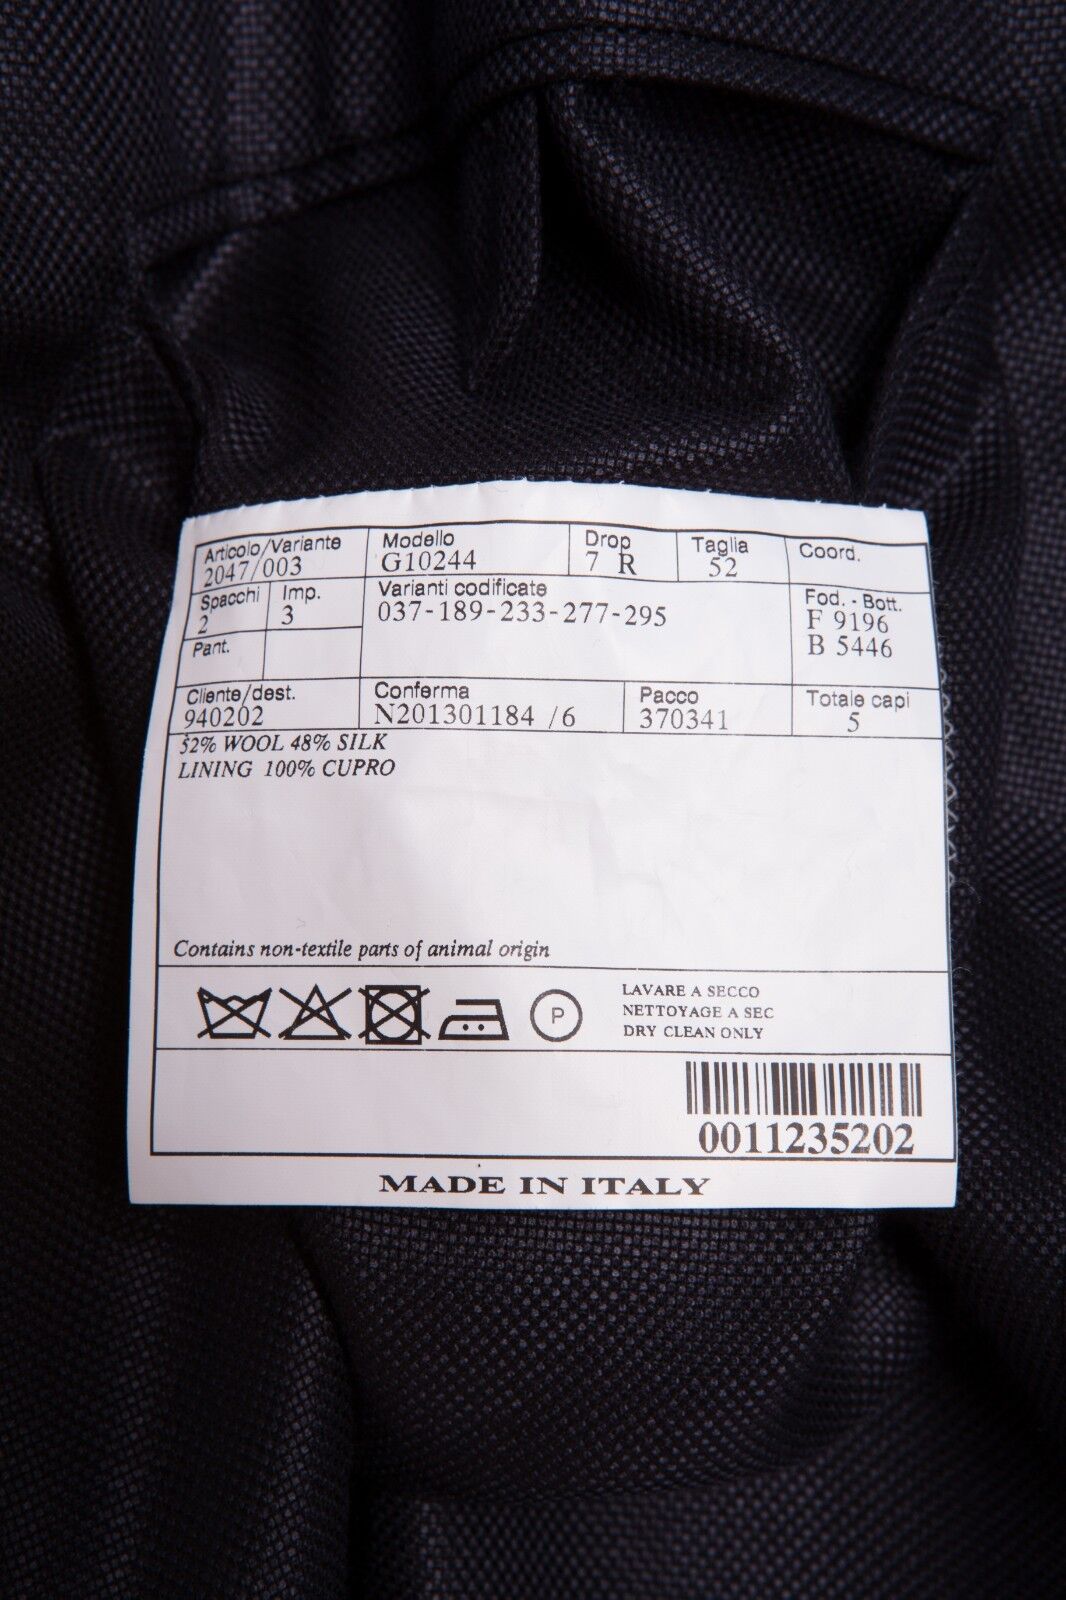 Articolo/Variante Modello Drop Taglia Coord.
2047/003 G10244 7 R 52
Spacchi Imp. Varianti codificate Fod. - Bott.
2 3 037-189-233-277-295 F 9196
Pant. B 5446
Cliente/dest. Conferma Pacco Totale capi
940202 N201301184 /6 370341 5
52% WOOL 48% SILK
LINING 100% CUPRO
Contains non-textile parts of animal origin
P
LAVARE A SECCO
NETTOYAGE A SEC
DRY CLEAN ONLY
0011235202
MADE IN ITALY